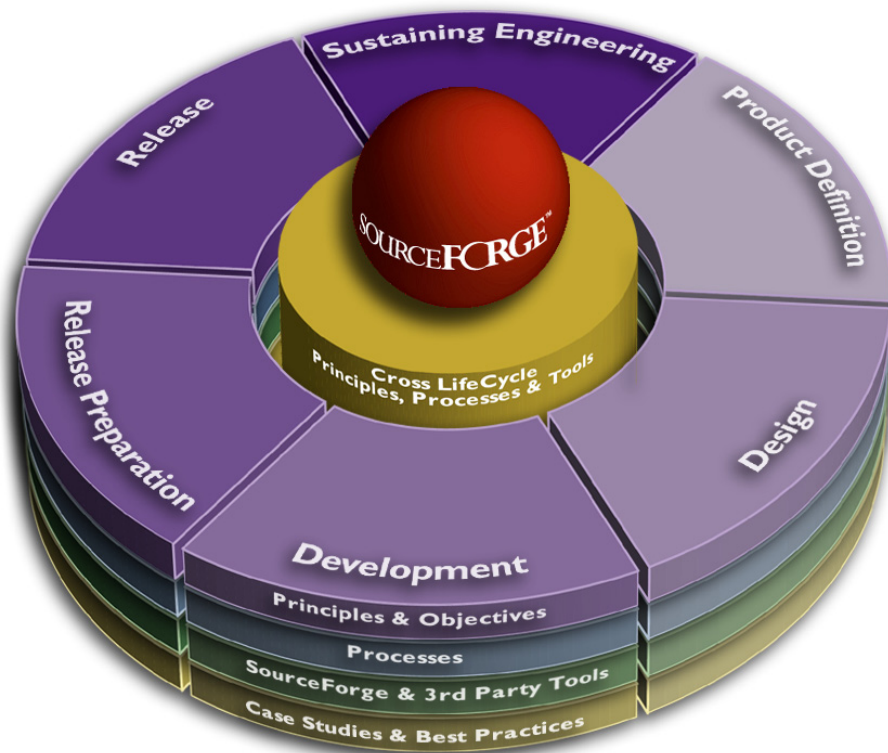 Sustaining Engineering
Product Definition
Design
Development
Release Preparation
Release
SOURCEFORGE™
Cross LifeCycle
Principles, Processes & Tools
Principles & Objectives
Processes
SourceForge & 3rd Party Tools
Case Studies & Best Practices